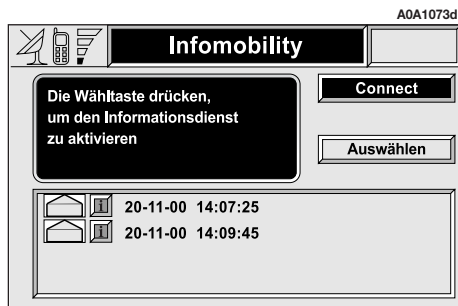 A0A1073d
Infomobility
Die Wähltaste drücken,
um den Informationsdienst
zu aktivieren
Connect
Auswählen
i 20-11-00 14:07:25
i 20-11-00 14:09:45